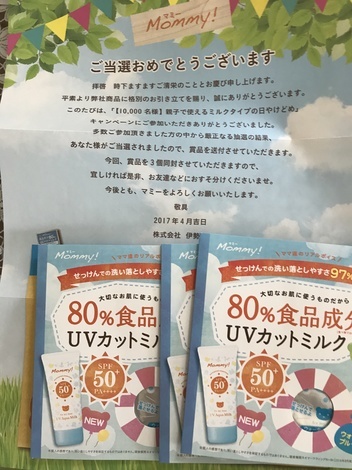 マミー
Mommy!
ご当選おめでとうございます
拝啓　時下ますますご清栄のこととお慶び申し上げます。
平素より弊社商品に格別のお引き立てを賜り、誠にありがとうございます。
このたびは、『【10,000名様】親子で使えるミルクタイプの日やけどめ』
キャンペーンにご参加いただきありがとうございました。
多数ご参加頂きました方の中から厳正なる抽選の結果、
あなた様がご当選されましたので、賞品を送付させていただきます。
今回、賞品を3個同封させていただきますので、
宜しければ是非、お友達などにおすそ分けくださいませ。
今後とも、マミーをよろしくお願いいたします。
敬具
2017年4月吉日
株式会社　伊勢
Mommy!
せっけんでの洗い落としやすさ
大切なお肌に使うもの
80%食品成
UVカットミル
Mommy!
SPF
50+
PA++++
50+
NEW
Mommy!
せっけんでの洗い落としやすさ97%
大切なお肌に使うものだから
80%食品成分
UVカットミルク
Mommy!
SPF
50+
PA++++
50+
NEW
ウォ
プル